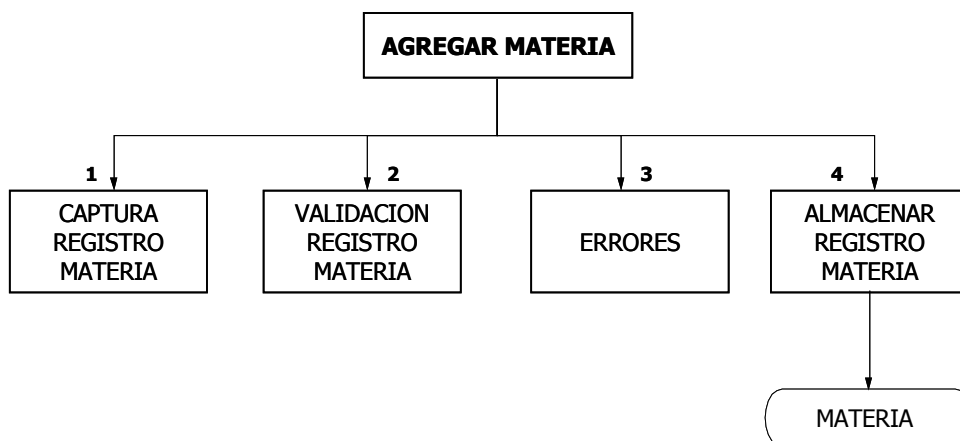 AGREGAR MATERIA
1
2
3
4
CAPTURA
REGISTRO
MATERIA
VALIDACION
REGISTRO
MATERIA
ERRORES
ALMACENAR
REGISTRO
MATERIA
MATERIA